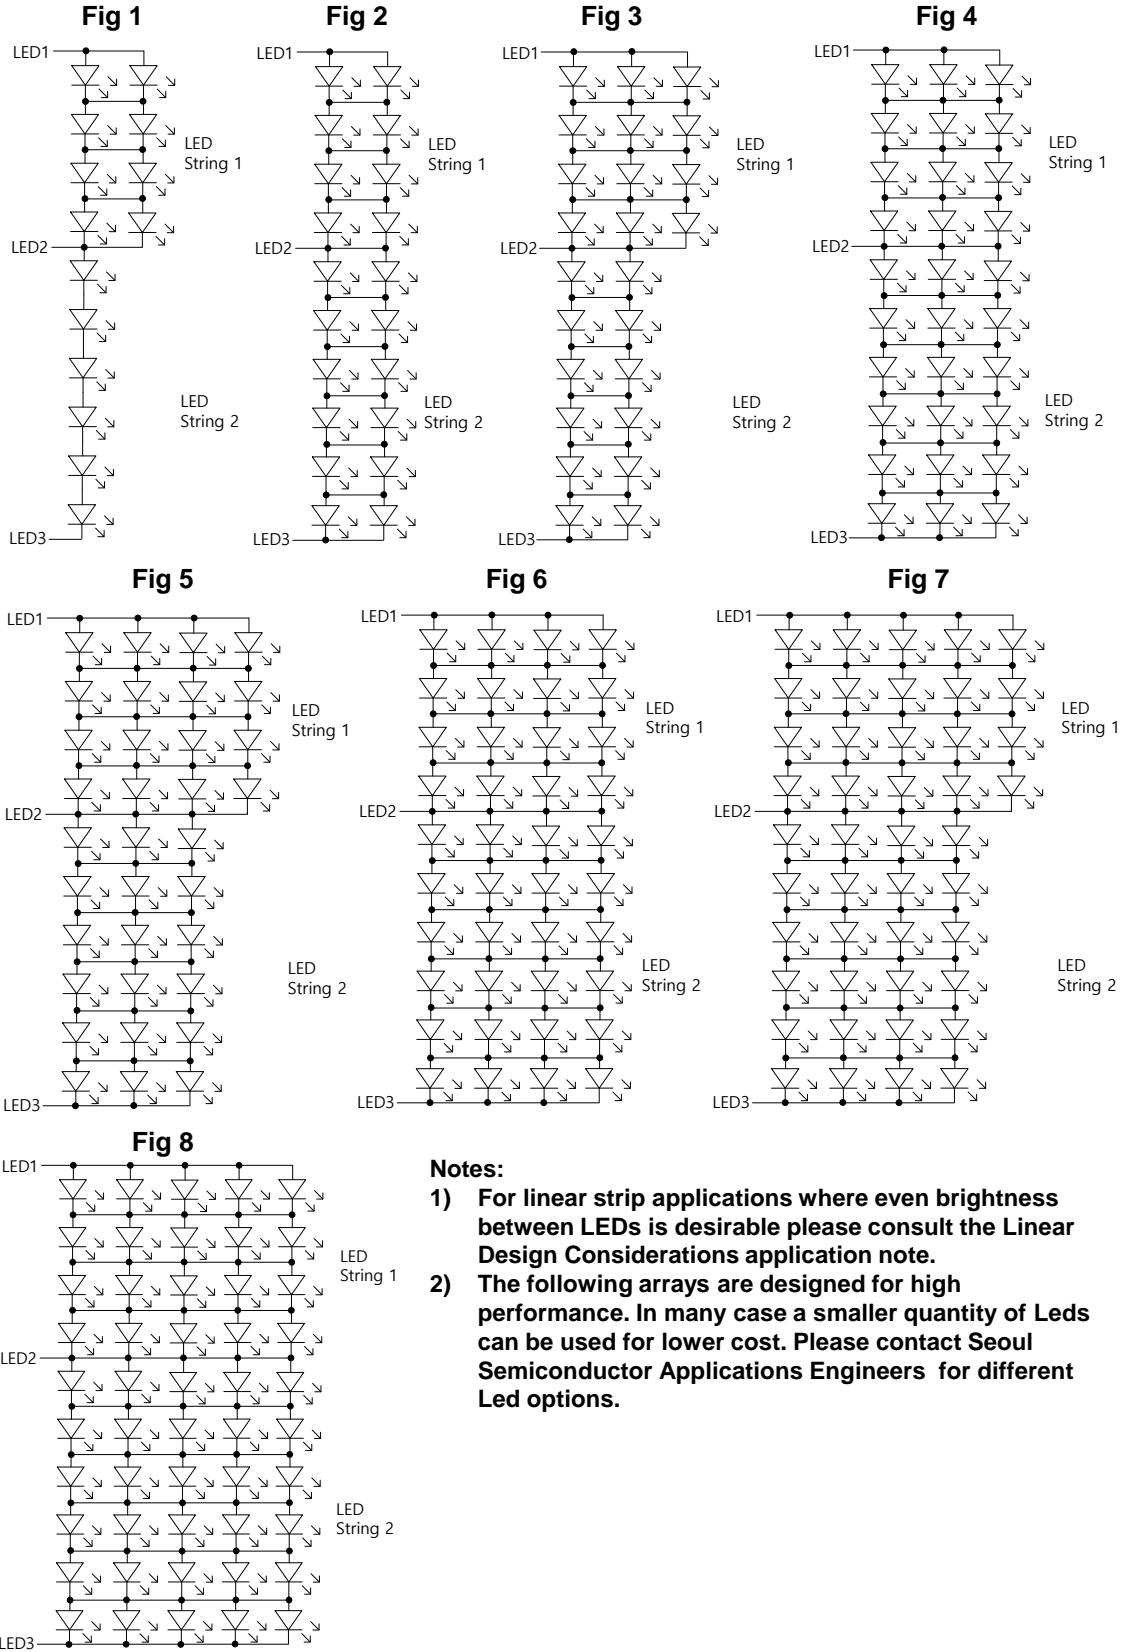 Fig 1
Fig 2
Fig 3
Fig 4
LED1
LED
String 1
LED2
LED
String 2
LED3
LED1
LED
String 1
LED2
LED
String 2
LED3
LED1
LED
String 1
LED2
LED
String 2
LED3
LED1
LED
String 1
LED2
LED
String 2
LED3
Fig 5
Fig 6
Fig 7
LED1
LED
String 1
LED2
LED
String 2
LED3
LED1
LED
String 1
LED2
LED
String 2
LED3
LED1
LED
String 1
LED2
LED
String 2
LED3
Fig 8
LED1
LED
String 1
LED2
LED
String 2
LED3
Notes:
1) For linear strip applications where even brightness
between LEDs is desirable please consult the Linear
Design Considerations application note.
2) The following arrays are designed for high
performance. In many case a smaller quantity of Leds
can be used for lower cost. Please contact Seoul
Semiconductor Applications Engineers for different
Led options.